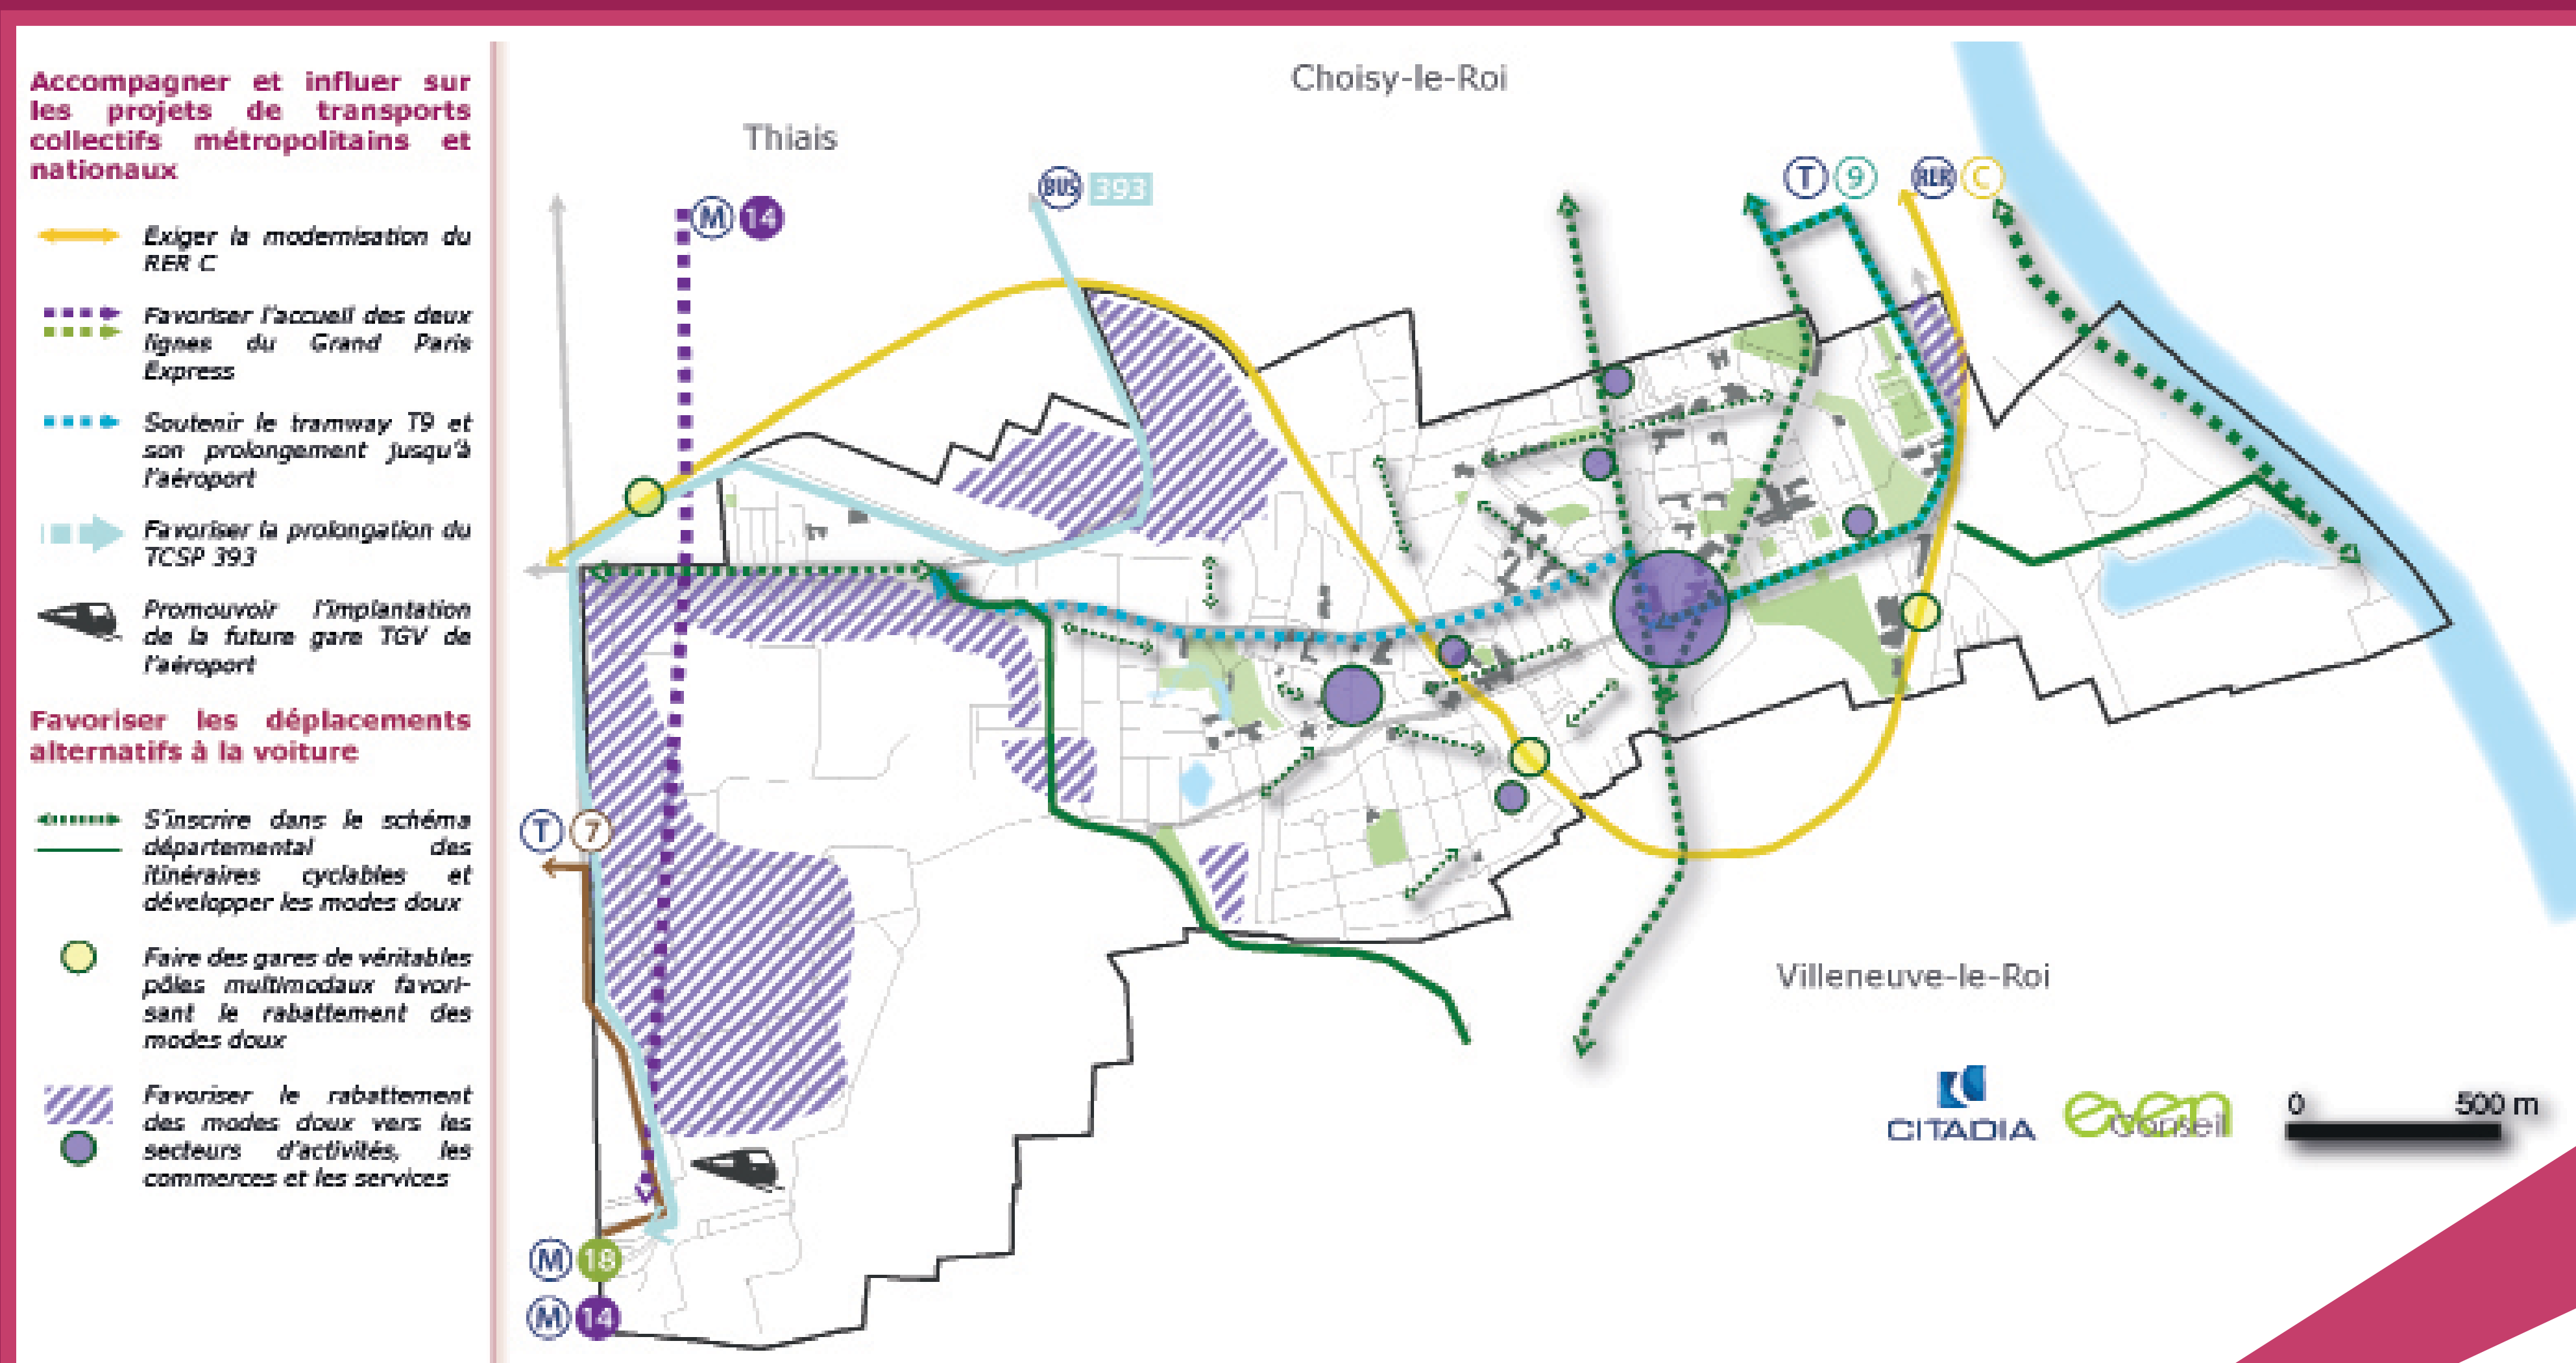 Accompagner et influer sur
les projets de transports
collectifs métropolitains et
nationaux
Exiger la modernisation du
RER C
Favoriser l'accueil des deux
lignes du Grand Paris
Express
Soutenir le tramway T9 et
son prolongement jusqu'à
l'aéroport
Favoriser la prolongation du
TCSP 393
Promouvoir l'implantation
de la future gare TGV de
l'aéroport
Favoriser les déplacements
alternatifs à la voiture
S'inscrire dans le schéma
départemental des
itinéraires cyclables et
développer les modes doux
Faire des gares de véritables
pôles multimodaux favori-
sant le rabattement des
modes doux
Favoriser le rabattement
des modes doux vers les
secteurs d'activités, les
commerces et les services
Choisy-le-Roi
Thiais
M 14
BUS 393
T 9
RER C
T 7
M 18
M 14
Villeneuve-le-Roi
CITADIA
even
Conseil
0 500 m